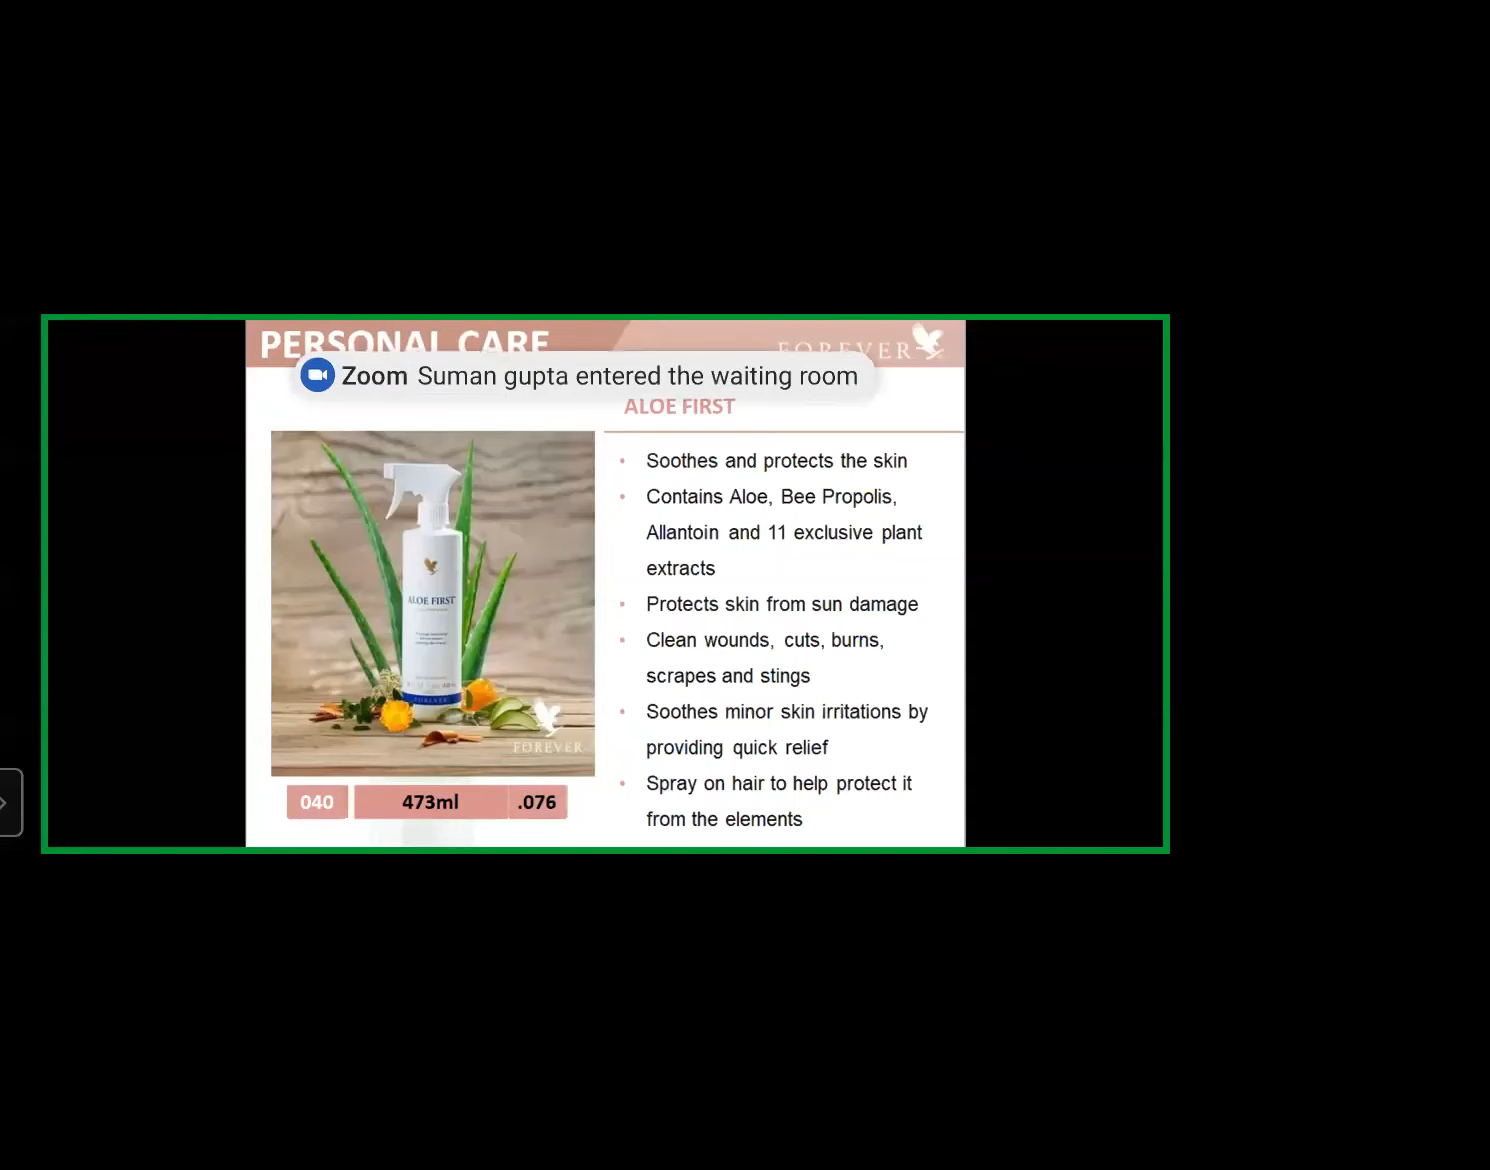 PERSONAL CARE
FOREVER
Zoom Suman gupta entered the waiting room
ALOE FIRST
• Soothes and protects the skin
• Contains Aloe, Bee Propolis,
Allantoin and 11 exclusive plant
extracts
• Protects skin from sun damage
• Clean wounds, cuts, burns,
scrapes and stings
• Soothes minor skin irritations by
providing quick relief
• Spray on hair to help protect it
from the elements
ALOE FIRST
FOREVER
FOREVER
040 473ml .076